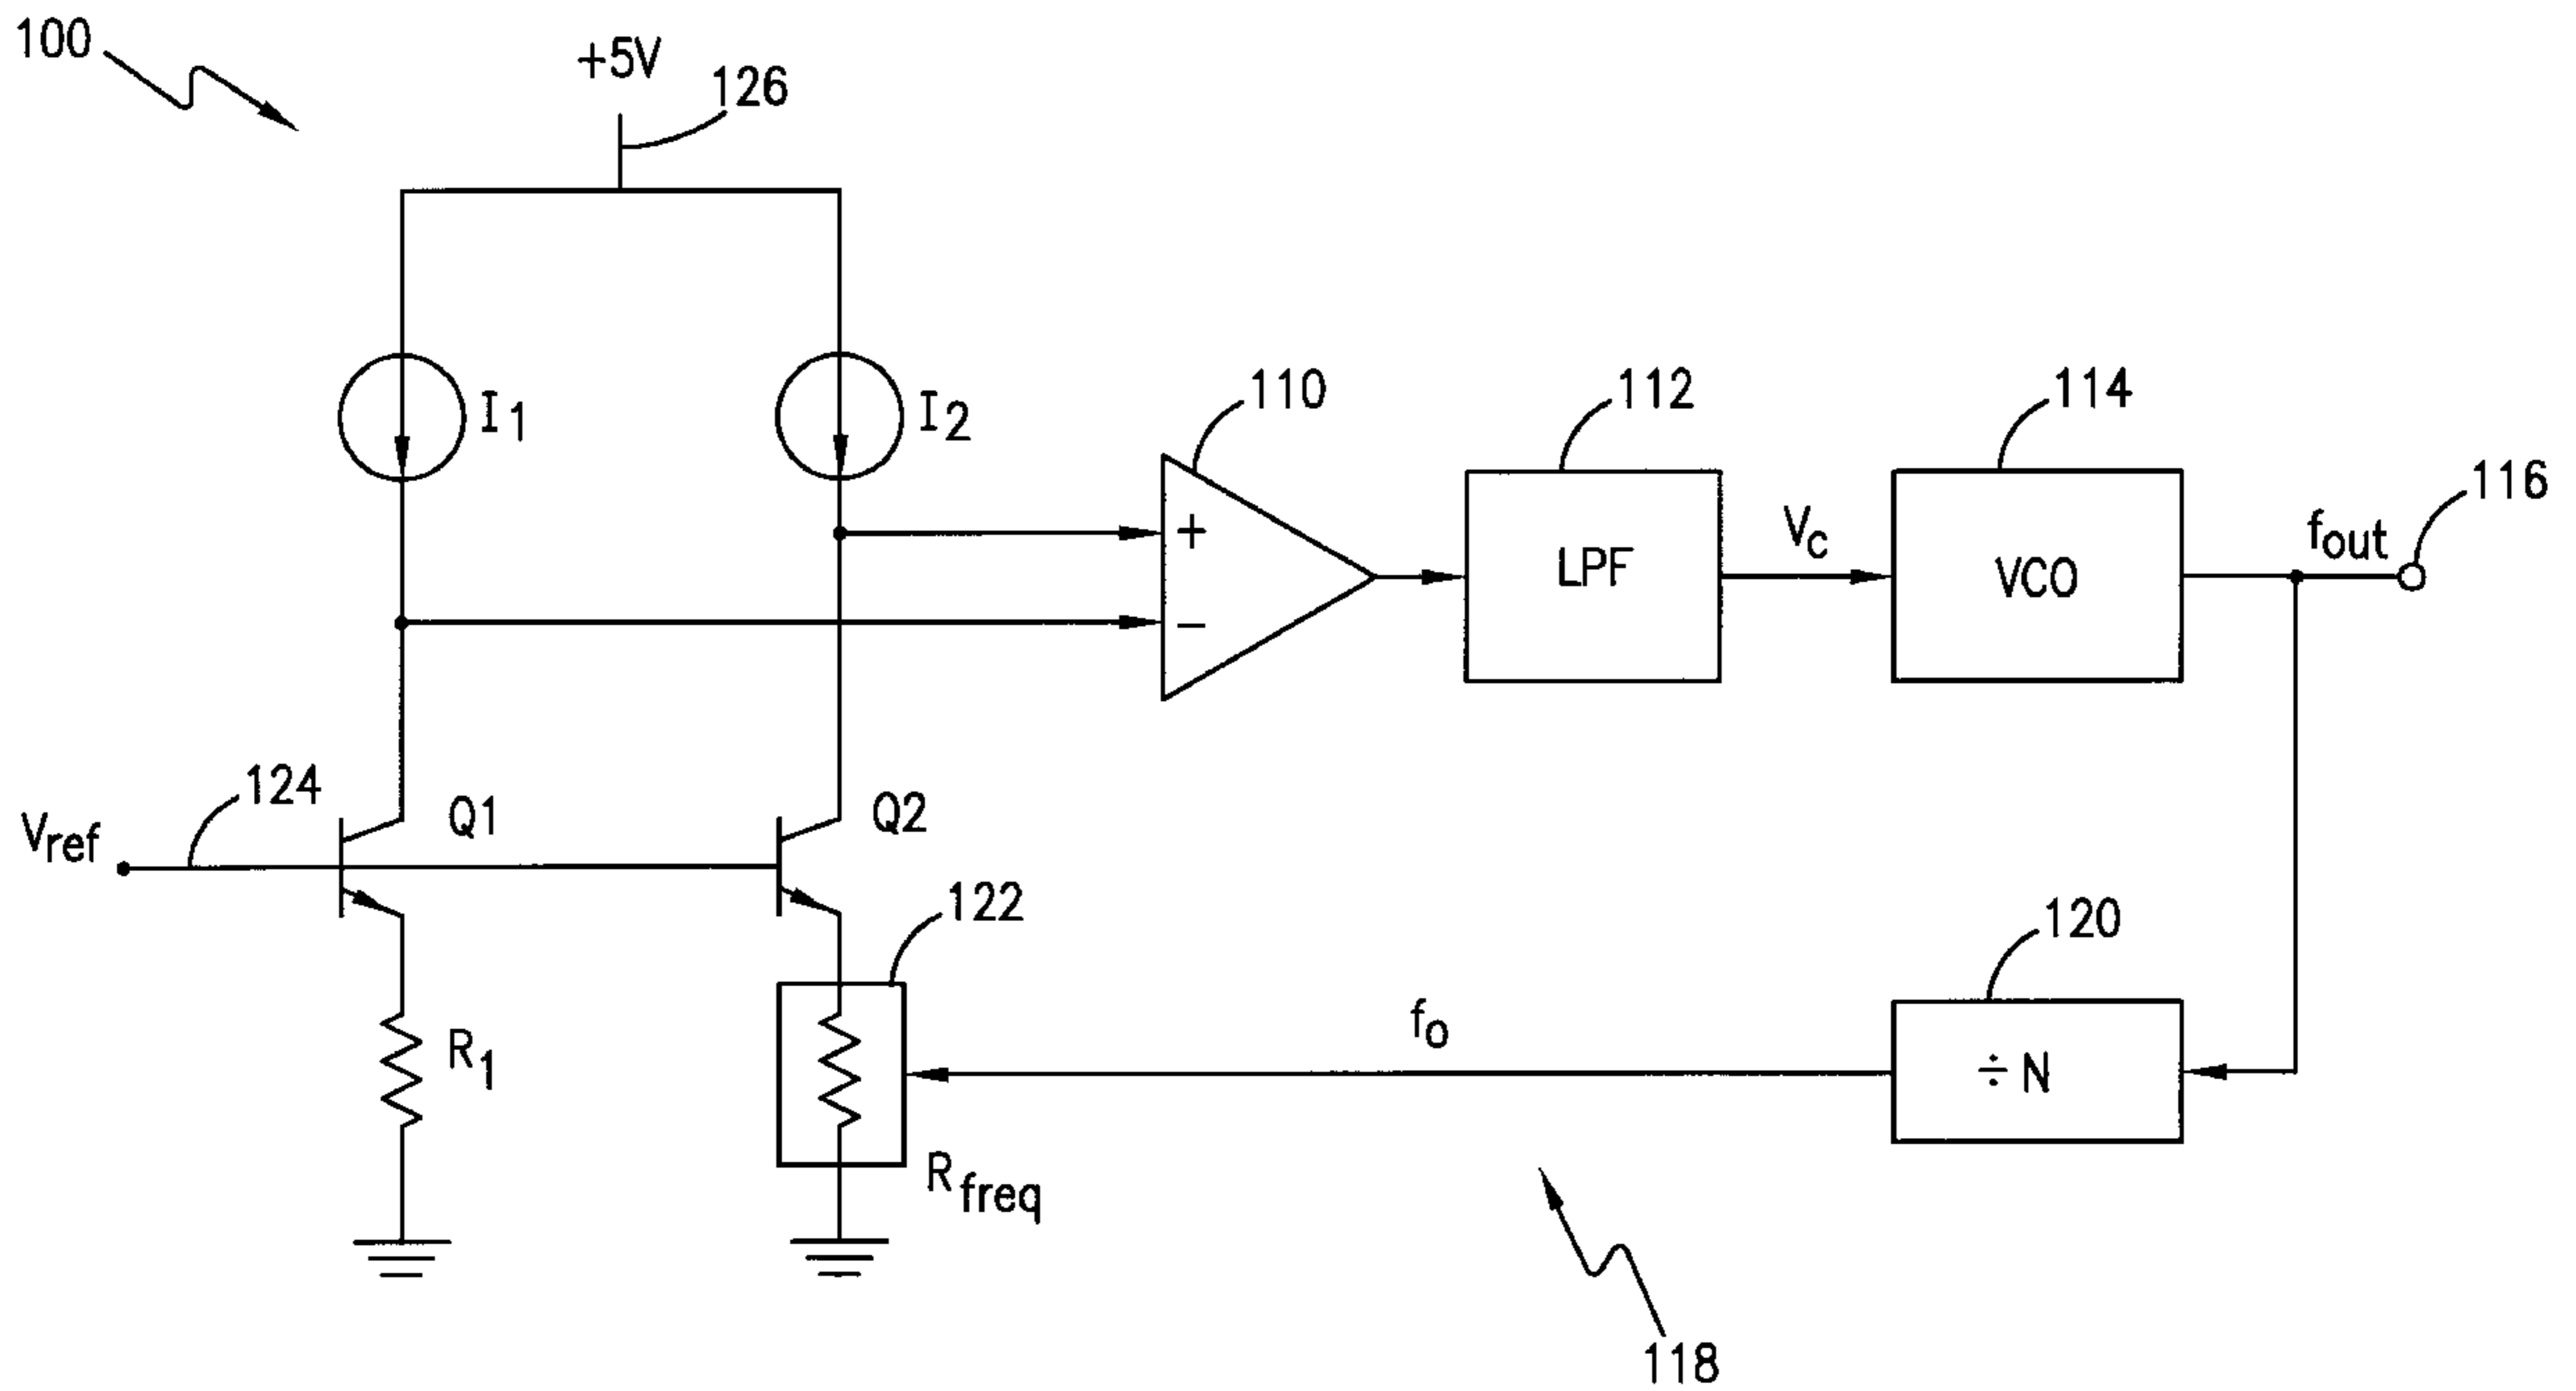 100
+5V
126
I1
I2
110
112
114
116
+
−
LPF
Vc
VCO
fout
124
Vref
Q1
Q2
122
120
R1
fo
÷ N
Rfreq
118